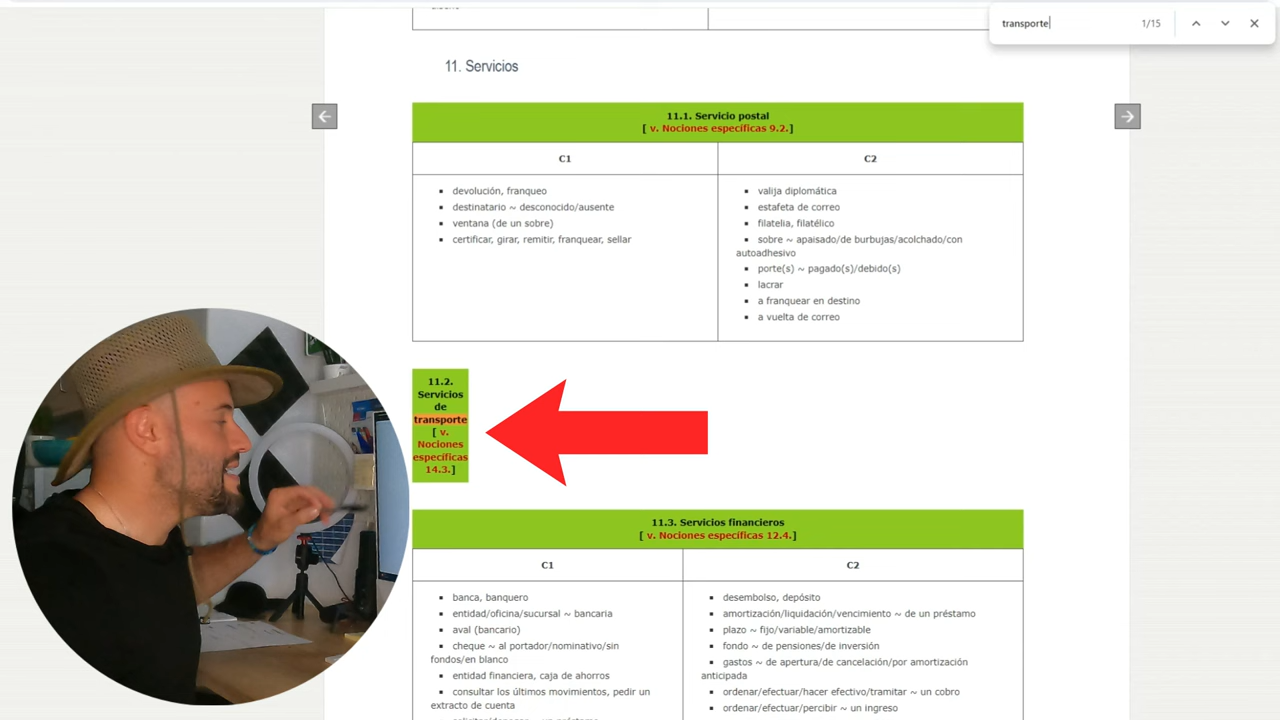 transporte
1/15
11. Servicios
11.1. Servicio postal
[ v. Nociones específicas 9.2.]
C1
devolución, franqueo
destinatario ~ desconocido/ausente
ventana (de un sobre)
certificar, girar, remitir, franquear, sellar
C2
valija diplomática
estafeta de correo
filatelia, filatélico
sobre ~ apaisado/de burbujas/acolchado/con
autoadhesivo
porte(s) ~ pagado(s)/debido(s)
lacrar
a franquear en destino
a vuelta de correo
11.2.
Servicios
de
transporte
[ v.
Nociones
específicas
14.3.]
11.3. Servicios financieros
[ v. Nociones específicas 12.4.]
C1
banca, banquero
entidad/oficina/sucursal ~ bancaria
aval (bancario)
cheque ~ al portador/nominativo/sin
fondos/en blanco
entidad financiera, caja de ahorros
consultar los últimos movimientos, pedir un
extracto de cuenta
C2
desembolso, depósito
amortización/liquidación/vencimiento ~ de un préstamo
plazo ~ fijo/variable/amortizable
fondo ~ de pensiones/de inversión
gastos ~ de apertura/de cancelación/por amortización
anticipada
ordenar/efectuar/hacer efectivo/tramitar ~ un cobro
ordenar/efectuar/percibir ~ un ingreso